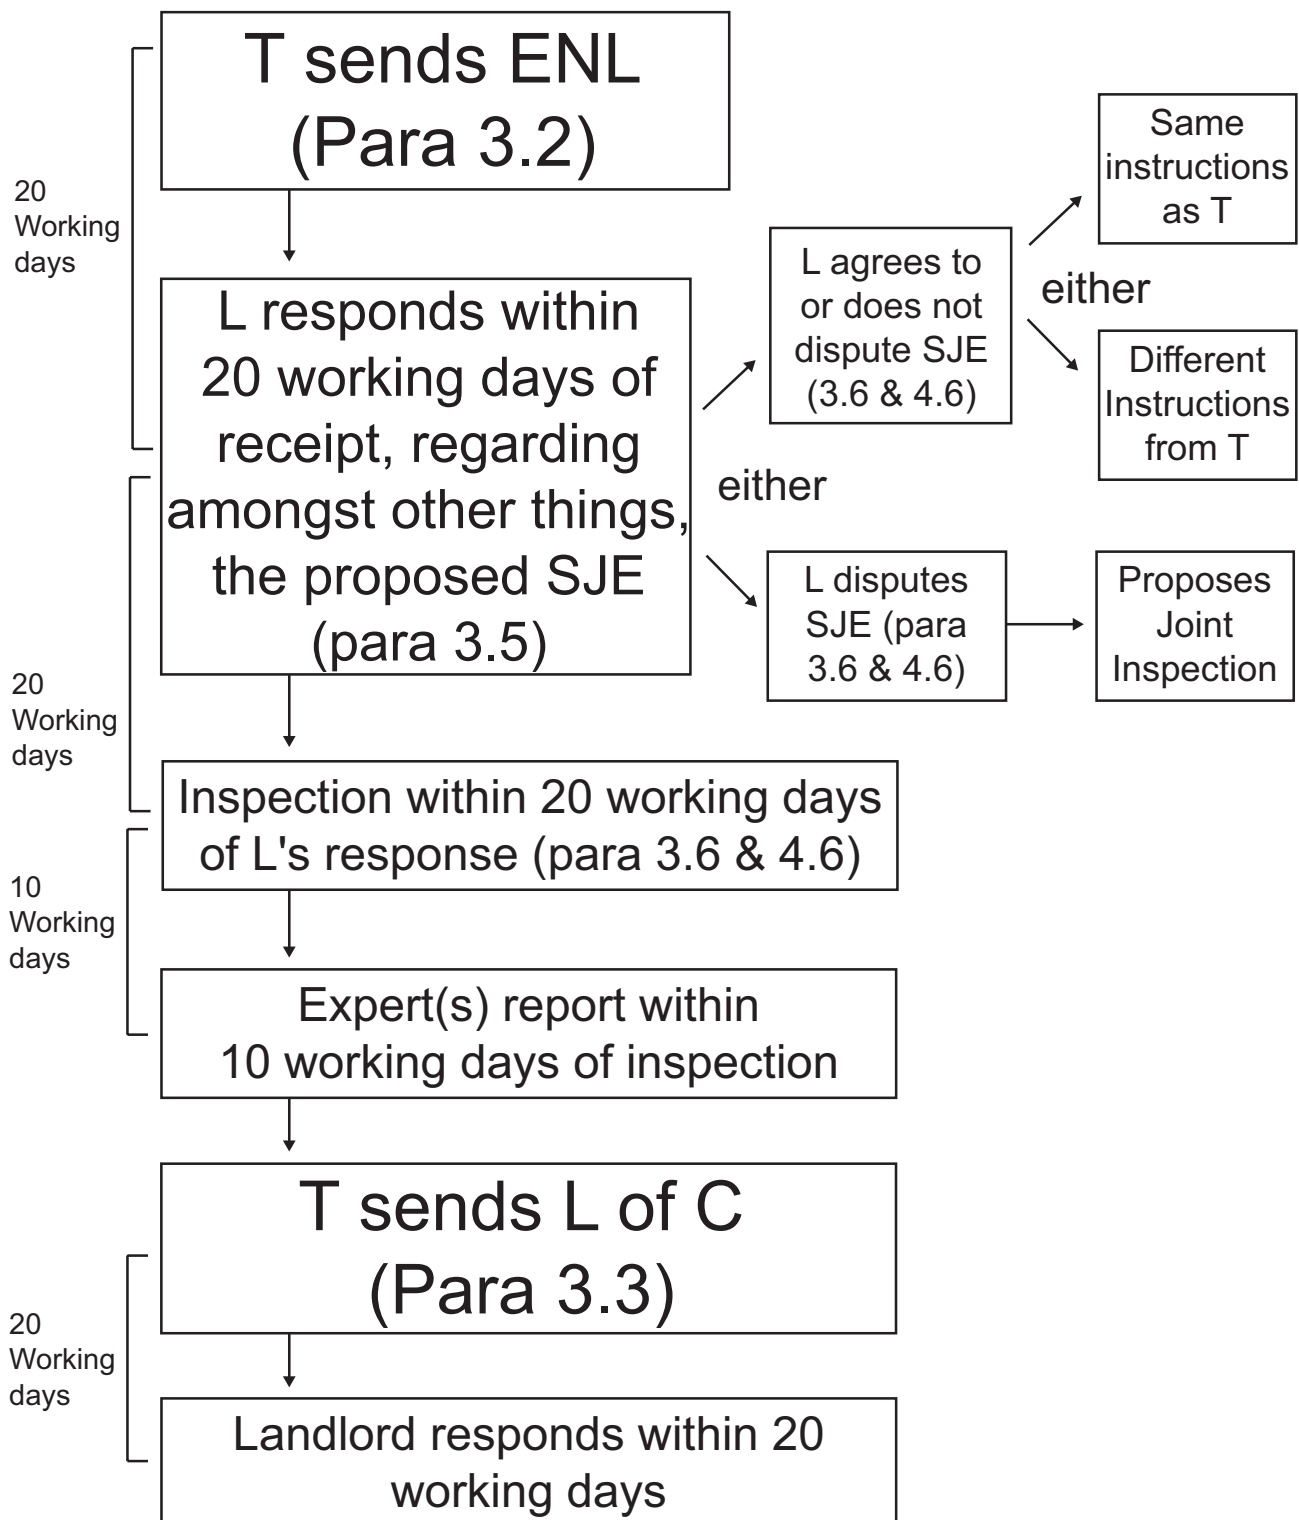 T sends ENL
(Para 3.2)
20
Working
days
L responds within
20 working days of
receipt, regarding
amongst other things,
the proposed SJE
(para 3.5)
either
L agrees to
or does not
dispute SJE
(3.6 & 4.6)
either
Same
instructions
as T
Different
Instructions
from T
L disputes
SJE (para
3.6 & 4.6)
Proposes
Joint
Inspection
20
Working
days
Inspection within 20 working days
of L's response (para 3.6 & 4.6)
10
Working
days
Expert(s) report within
10 working days of inspection
T sends L of C
(Para 3.3)
20
Working
days
Landlord responds within 20
working days